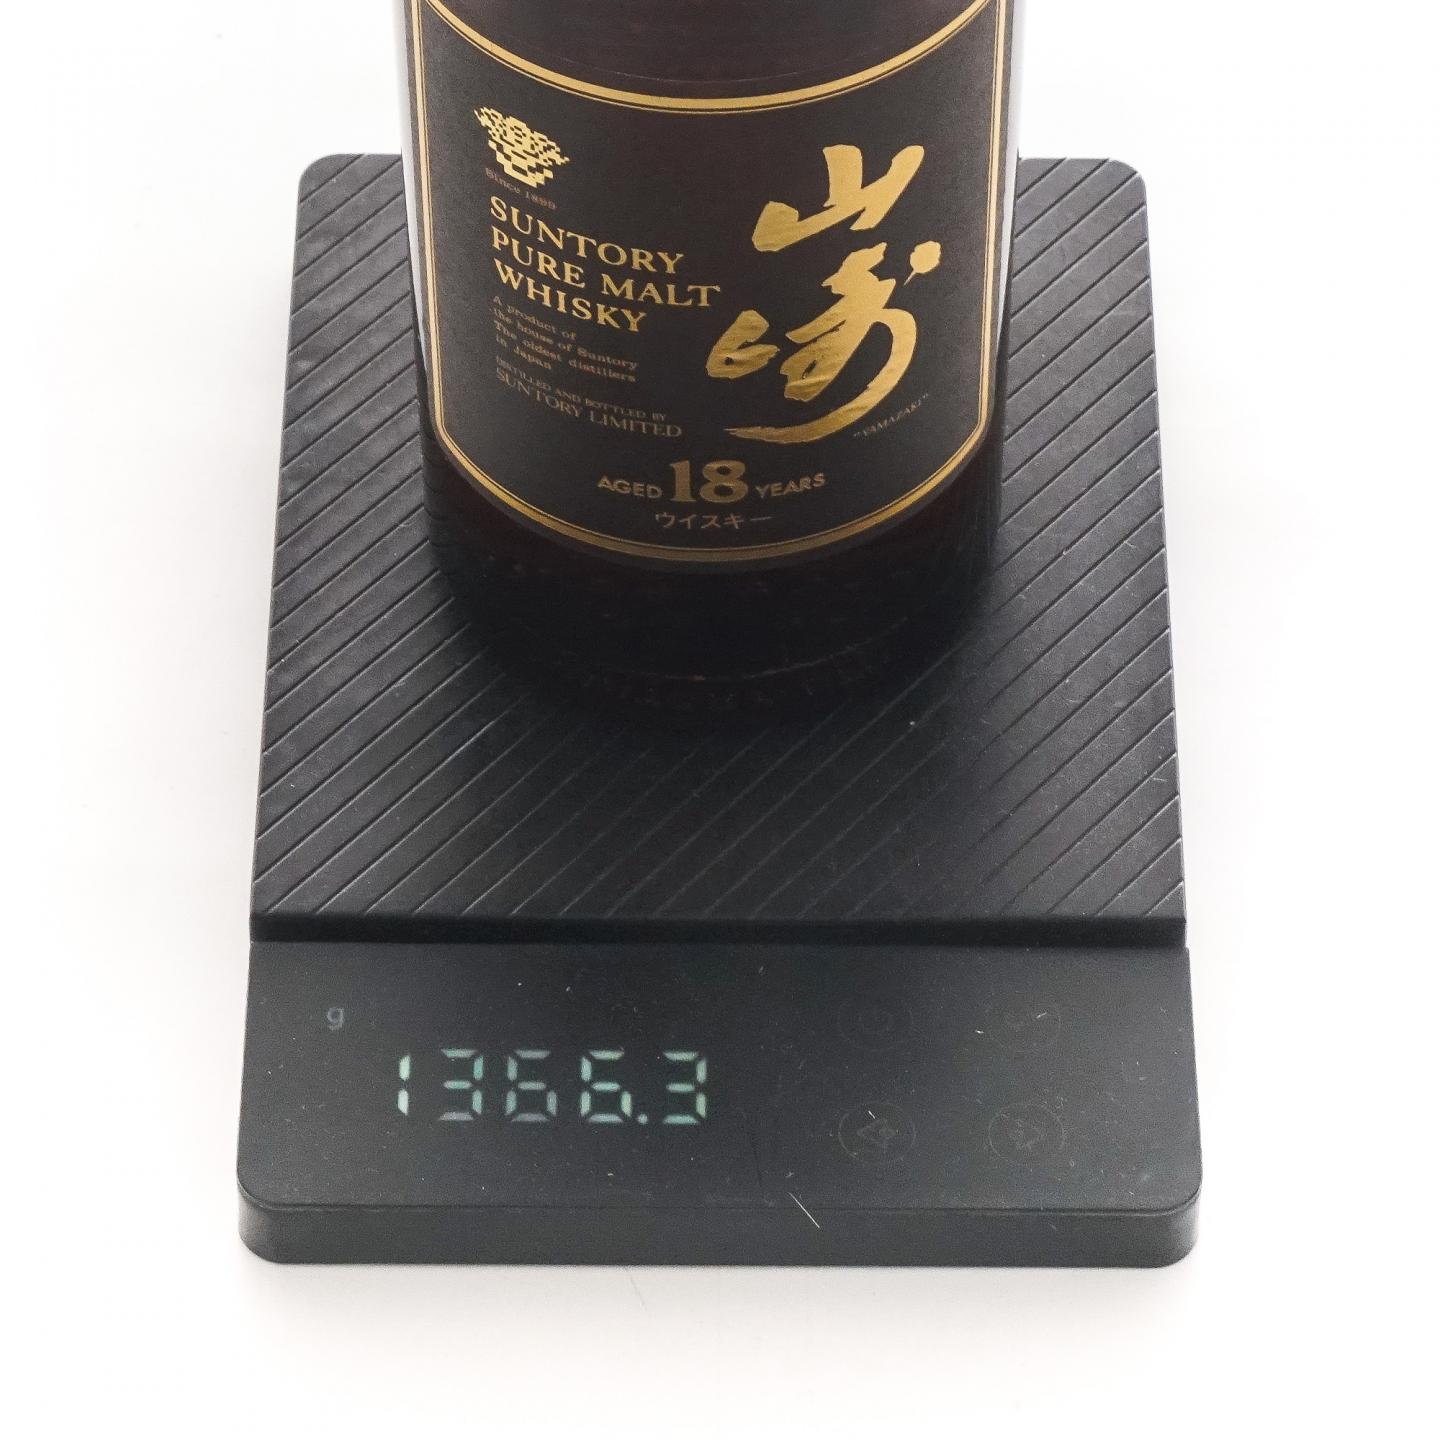 Since 1899
SUNTORY
PURE MALT
WHISKY
A product of
the house of Suntory
The oldest distillers
in Japan
DISTILLED AND BOTTLED BY
SUNTORY LIMITED
山崎
"YAMAZAKI"
AGED 18 YEARS
ウイスキー
g
1366.3